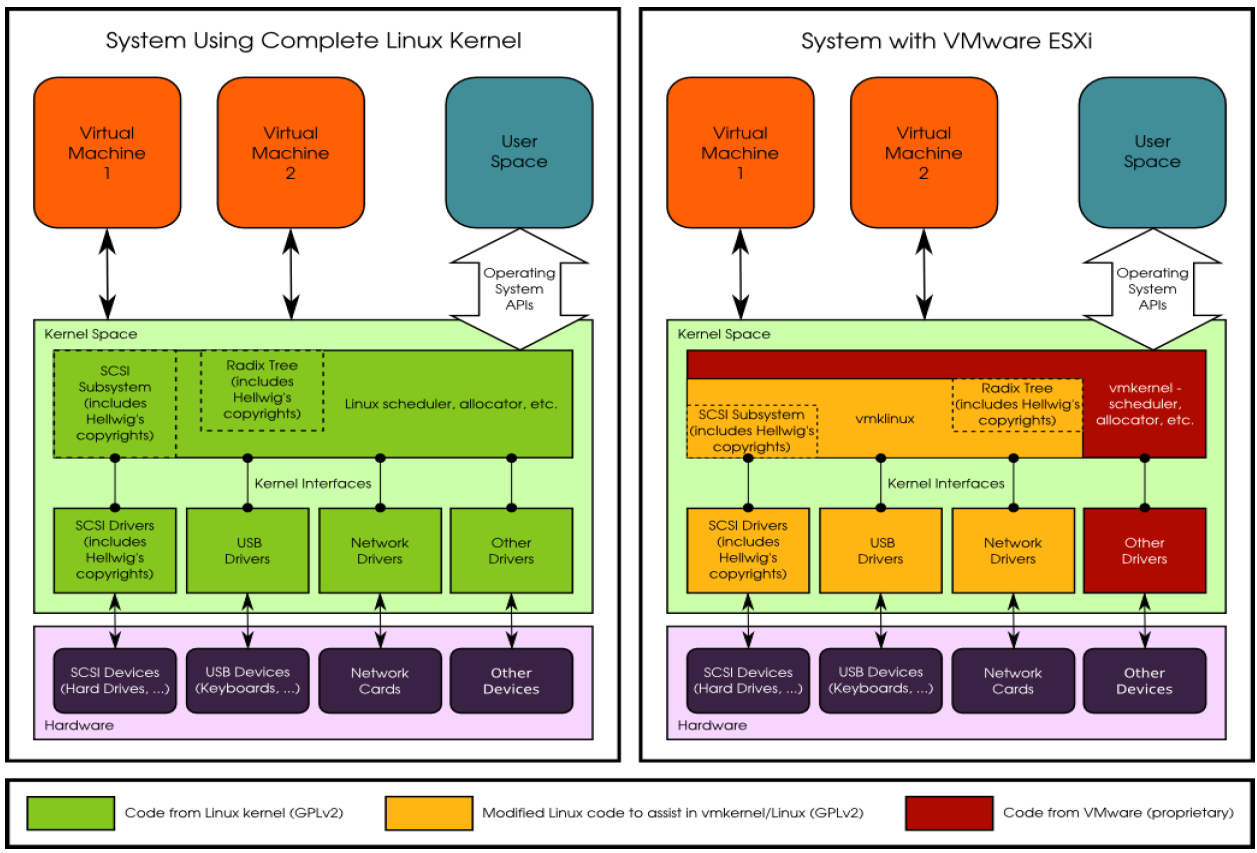 System Using Complete Linux Kernel
Virtual
Machine
1
Virtual
Machine
2
User
Space
Operating
System
APIs
Kernel Space
SCSI
Subsystem
(includes
Hellwig's
copyrights)
Radix Tree
(includes
Hellwig's
copyrights)
Linux scheduler, allocator, etc.
Kernel Interfaces
SCSI Drivers
(includes
Hellwig's
copyrights)
USB
Drivers
Network
Drivers
Other
Drivers
SCSI Devices
(Hard Drives, ...)
USB Devices
(Keyboards, ...)
Network
Cards
Other
Devices
Hardware
System with VMware ESXi
Virtual
Machine
1
Virtual
Machine
2
User
Space
Operating
System
APIs
Kernel Space
SCSI Subsystem
(includes Hellwig's
copyrights)
vmklinux
Radix Tree
(includes Hellwig's
copyrights)
vmkernel -
scheduler,
allocator, etc.
Kernel Interfaces
SCSI Drivers
(includes
Hellwig's
copyrights)
USB
Drivers
Network
Drivers
Other
Drivers
SCSI Devices
(Hard Drives, ...)
USB Devices
(Keyboards, ...)
Network
Cards
Other
Devices
Hardware
Code from Linux kernel (GPLv2)
Modified Linux code to assist in vmkernel/Linux (GPLv2)
Code from VMware (proprietary)